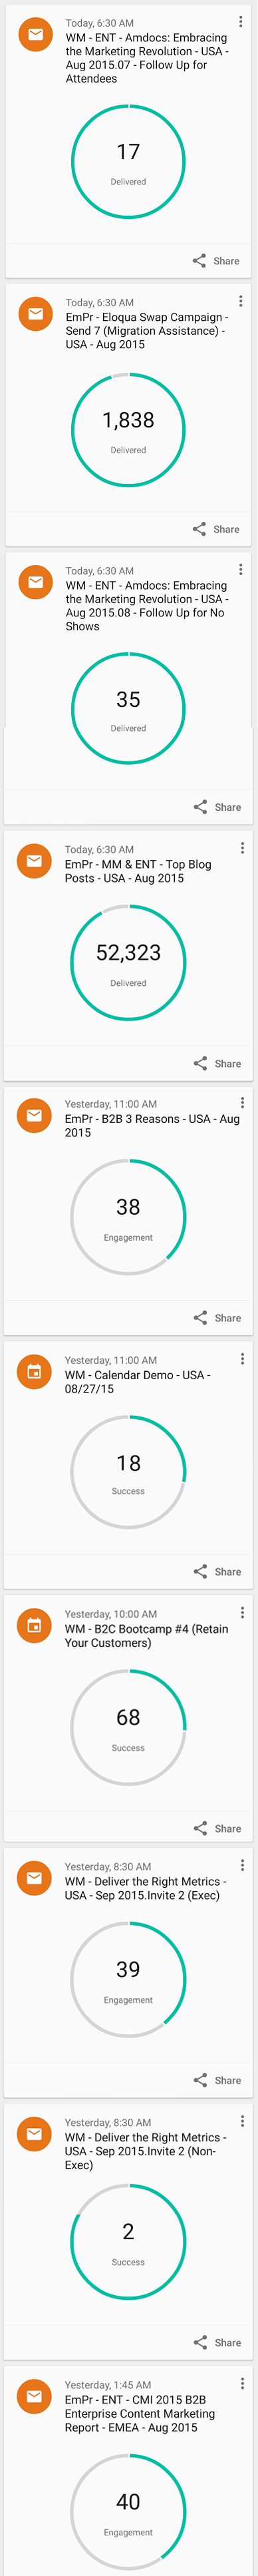 Today, 6:30 AM
WM - ENT - Amdocs: Embracing
the Marketing Revolution - USA -
Aug 2015.07 - Follow Up for
Attendees
17
Delivered
Share
Today, 6:30 AM
EmPr - Eloqua Swap Campaign -
Send 7 (Migration Assistance) -
USA - Aug 2015
1,838
Delivered
Share
Today, 6:30 AM
WM - ENT - Amdocs: Embracing
the Marketing Revolution - USA -
Aug 2015.08 - Follow Up for No
Shows
35
Delivered
Share
Today, 6:30 AM
EmPr - MM & ENT - Top Blog
Posts - USA - Aug 2015
52,323
Delivered
Share
Yesterday, 11:00 AM
EmPr - B2B 3 Reasons - USA - Aug
2015
38
Engagement
Share
Yesterday, 11:00 AM
WM - Calendar Demo - USA -
08/27/15
18
Success
Share
Yesterday, 10:00 AM
WM - B2C Bootcamp #4 (Retain
Your Customers)
68
Success
Share
Yesterday, 8:30 AM
WM - Deliver the Right Metrics -
USA - Sep 2015.Invite 2 (Exec)
39
Engagement
Share
Yesterday, 8:30 AM
WM - Deliver the Right Metrics -
USA - Sep 2015.Invite 2 (Non-
Exec)
2
Success
Share
Yesterday, 1:45 AM
EmPr - ENT - CMI 2015 B2B
Enterprise Content Marketing
Report - EMEA - Aug 2015
40
Engagement